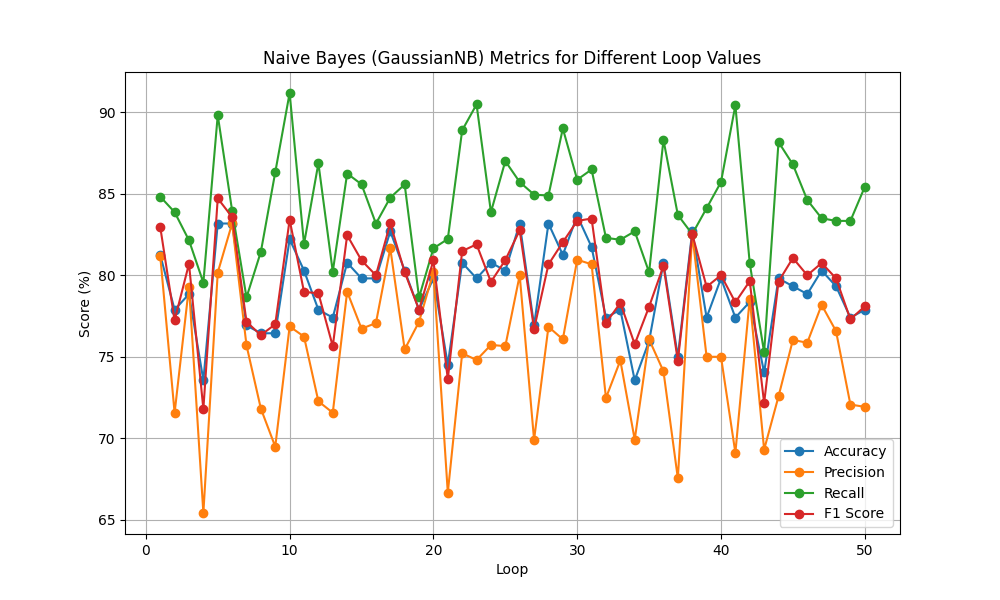 Naive Bayes (GaussianNB) Metrics for Different Loop Values
Score (%)
90
85
80
75
70
65
0 10 20 30 40 50
Loop
Accuracy
Precision
Recall
F1 Score